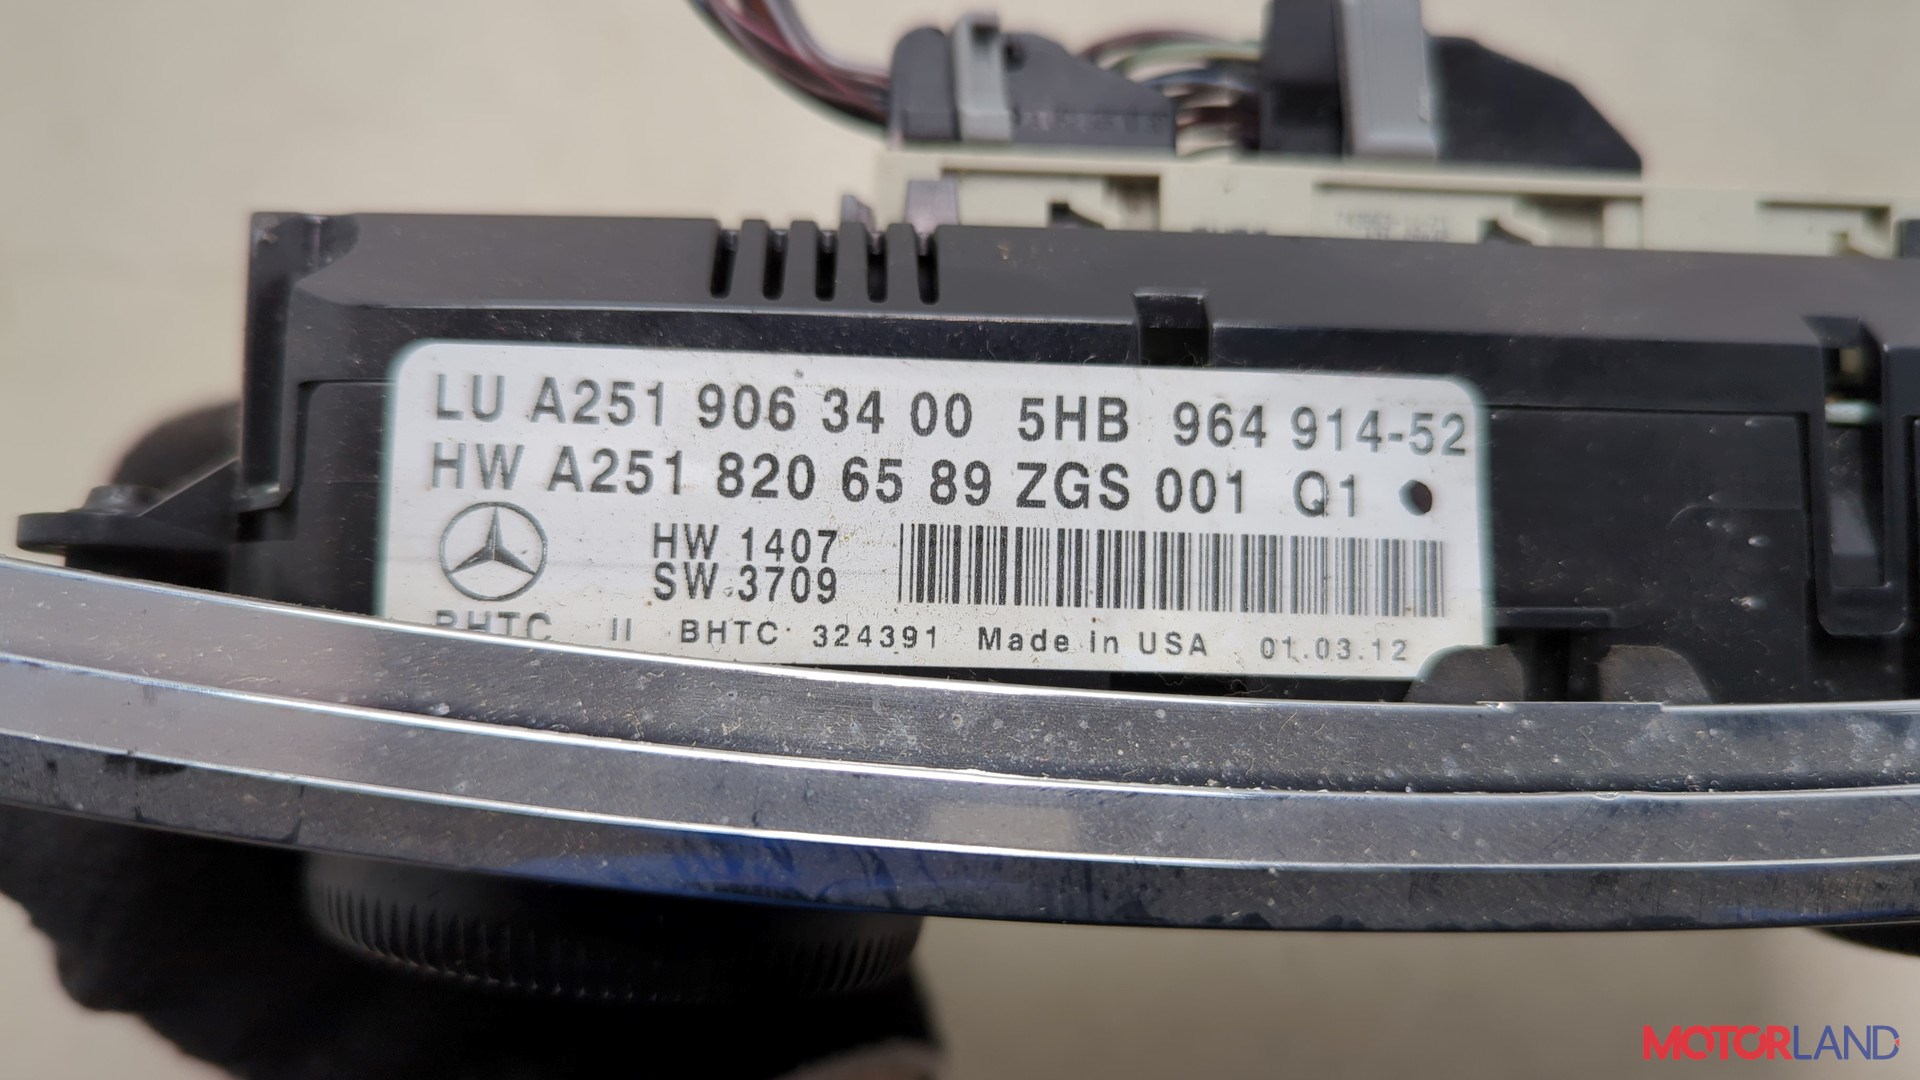 LU A251 906 34 00 5HB 964 914-52
HW A251 820 65 89 ZGS 001 Q1
HW 1407
SW 3709
BHTC II BHTC 324391 Made in USA 01.03.12
MOTORLAND